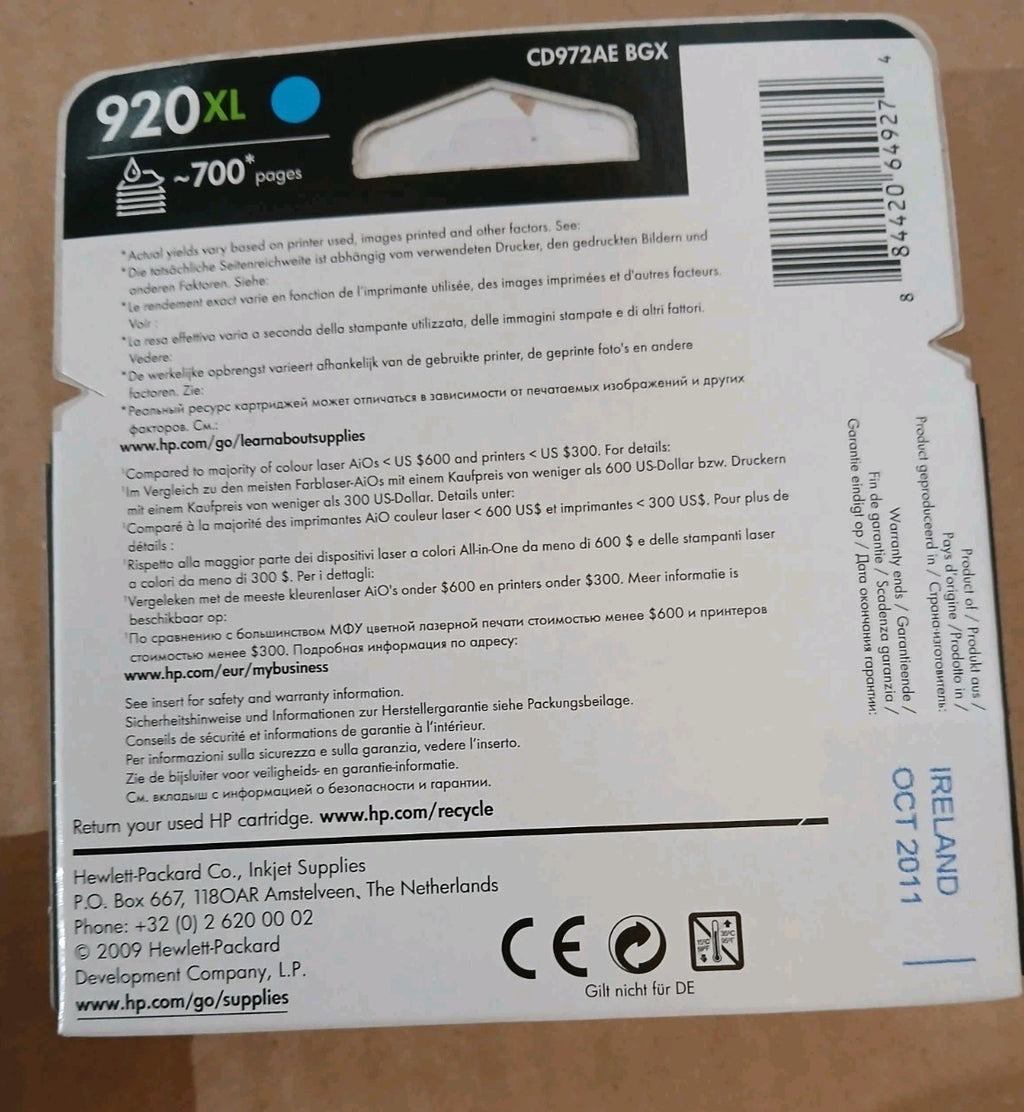 CD972AE BGX
920XL
~700* pages
8 84420 64927 4
*Actual yields vary based on printer used, images printed and other factors. See:
*Die tatsächliche Seitenreichweite ist abhängig vom verwendeten Drucker, den gedruckten Bildern und
anderen Faktoren. Siehe:
*Le rendement exact varie en fonction de l'imprimante utilisée, des images imprimées et d'autres facteurs.
Voir :
*La resa effettiva varia a seconda della stampante utilizzata, delle immagini stampate e di altri fattori.
Vedere:
*De werkelijke opbrengst varieert afhankelijk van de gebruikte printer, de geprinte foto's en andere
factoren. Zie:
*Реальный ресурс картриджей может отличаться в зависимости от печатаемых изображений и других
факторов. См.:
www.hp.com/go/learnaboutsupplies
¹Compared to majority of colour laser AiOs < US $600 and printers < US $300. For details:
¹Im Vergleich zu den meisten Farblaser-AiOs mit einem Kaufpreis von weniger als 600 US-Dollar bzw. Druckern
mit einem Kaufpreis von weniger als 300 US-Dollar. Details unter:
¹Comparé à la majorité des imprimantes AiO couleur laser < 600 US$ et imprimantes < 300 US$. Pour plus de
détails :
¹Rispetto alla maggior parte dei dispositivi laser a colori All-in-One da meno di 600 $ e delle stampanti laser
a colori da meno di 300 $. Per i dettagli:
¹Vergeleken met de meeste kleurenlaser AiO's onder $600 en printers onder $300. Meer informatie is
beschikbaar op:
¹По сравнению с большинством МФУ цветной лазерной печати стоимостью менее $600 и принтеров
стоимостью менее $300. Подробная информация по адресу:
www.hp.com/eur/mybusiness
See insert for safety and warranty information.
Sicherheitshinweise und Informationen zur Herstellergarantie siehe Packungsbeilage.
Conseils de sécurité et informations de garantie à l'intérieur.
Per informazioni sulla sicurezza e sulla garanzia, vedere l'inserto.
Zie de bijsluiter voor veiligheids- en garantie-informatie.
См. вкладыш с информацией о безопасности и гарантии.
Return your used HP cartridge. www.hp.com/recycle
Hewlett-Packard Co., Inkjet Supplies
P.O. Box 667, 118OAR Amstelveen, The Netherlands
Phone: +32 (0) 2 620 00 02
© 2009 Hewlett-Packard
Development Company, L.P.
www.hp.com/go/supplies
CE
Gilt nicht für DE
Product of / Produkt aus /
Pays d'origine /Prodotto in /
Product geproduceerd in / Страна-изготовитель:
IRELAND
Warranty ends / Garantieende /
Fin de garantie / Scadenza garanzia /
Garantie eindigt op / Дата окончания гарантии:
OCT 2011